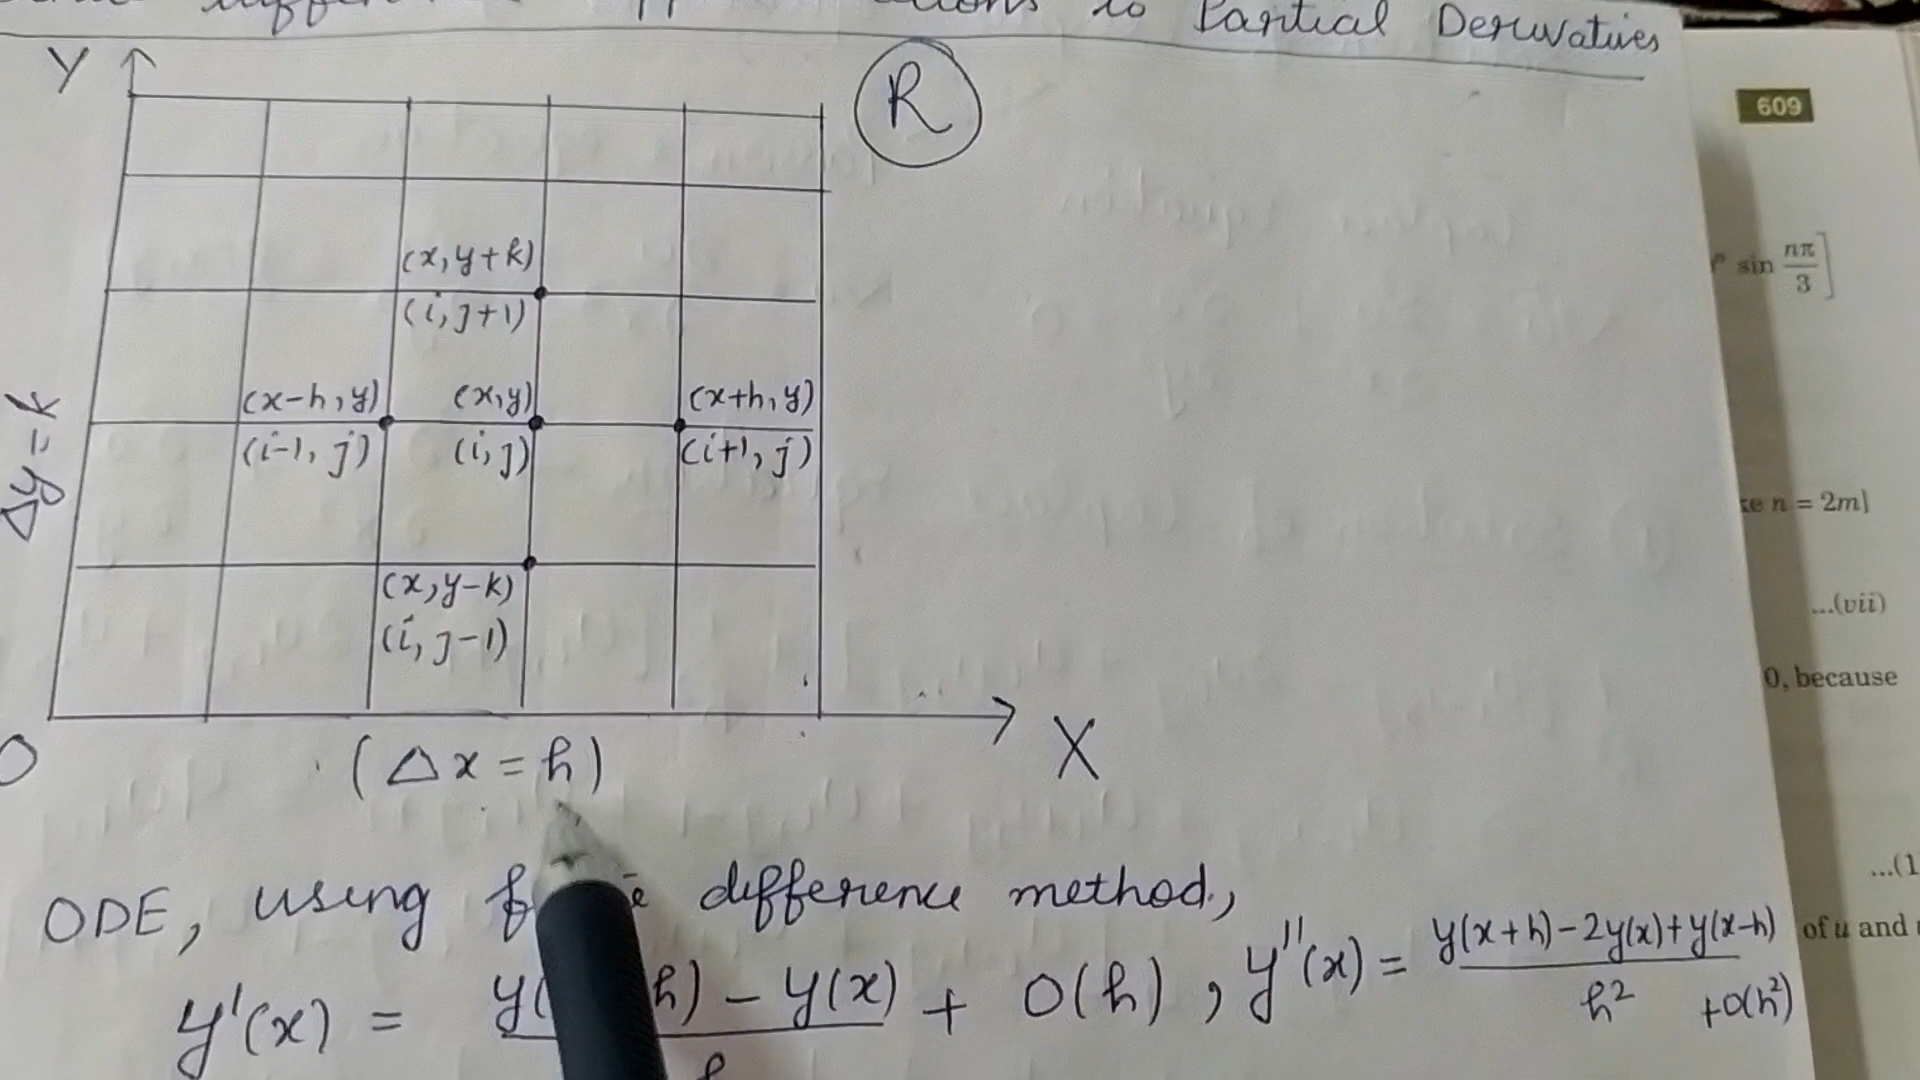 to Partial Derivatives
Y
R
609
(x, y+k)
(i, j+1)
sin nπ/3]
(x-h, y) (x, y) (x+h, y)
(i-1, j) (i, j) (i+1, j)
Δy = k
n = 2m]
(x, y-k)
(i, j-1)
...(vii)
0, because
O X
(Δx = h)
...(1
ODE, using difference method,
of u and
y'(x) = h) - y(x) + O(h), y''(x) = y(x+h)-2y(x)+y(x-h) / h² +O(h²)